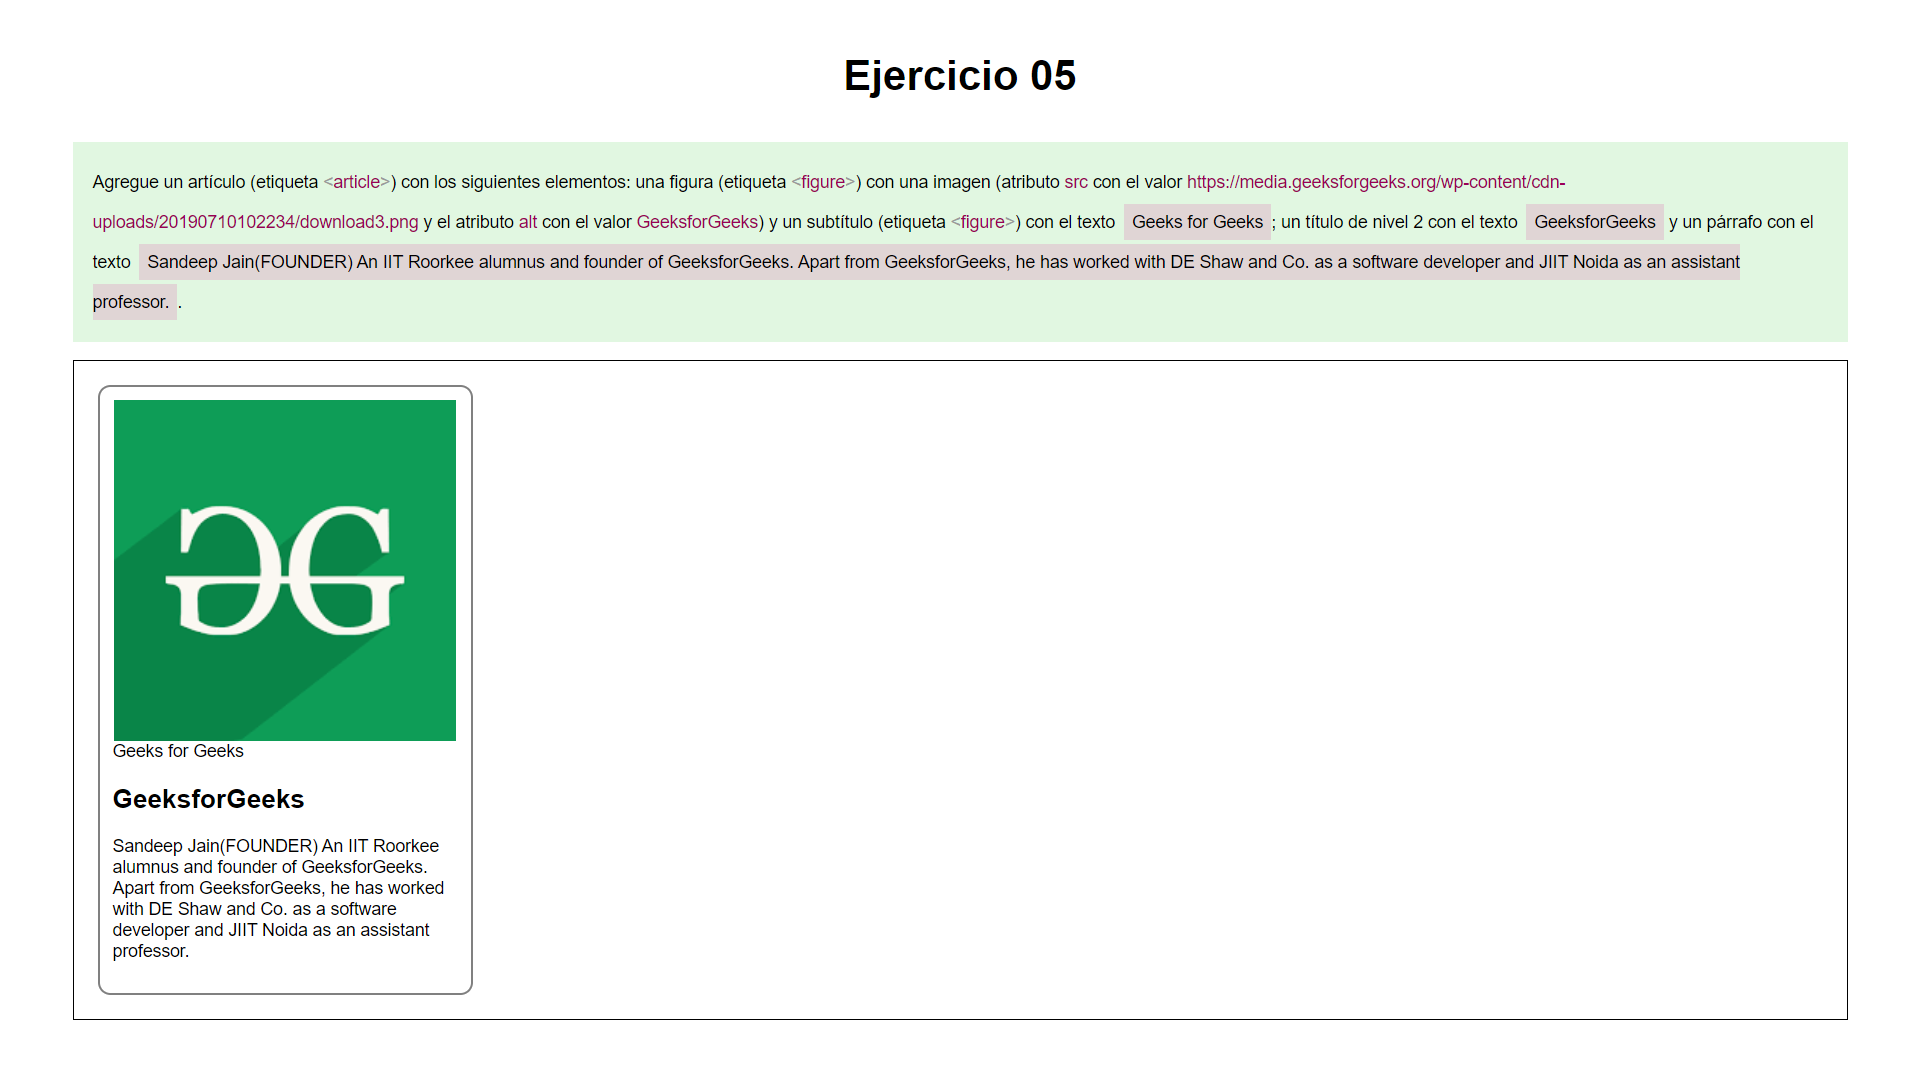 Ejercicio 05
Agregue un artículo (etiqueta <article>) con los siguientes elementos: una figura (etiqueta <figure>) con una imagen (atributo src con el valor https://media.geeksforgeeks.org/wp-content/cdn-
uploads/20190710102234/download3.png y el atributo alt con el valor GeeksforGeeks) y un subtítulo (etiqueta <figure>) con el texto Geeks for Geeks ; un título de nivel 2 con el texto GeeksforGeeks y un párrafo con el
texto Sandeep Jain(FOUNDER) An IIT Roorkee alumnus and founder of GeeksforGeeks. Apart from GeeksforGeeks, he has worked with DE Shaw and Co. as a software developer and JIIT Noida as an assistant
professor. .
Geeks for Geeks
GeeksforGeeks
Sandeep Jain(FOUNDER) An IIT Roorkee
alumnus and founder of GeeksforGeeks.
Apart from GeeksforGeeks, he has worked
with DE Shaw and Co. as a software
developer and JIIT Noida as an assistant
professor.